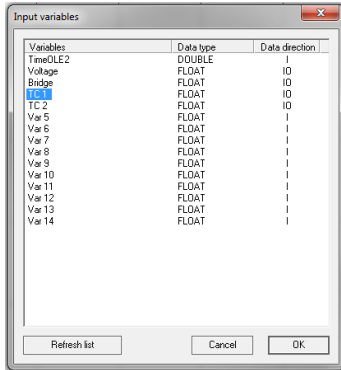 Input variables
Variables Data type Data direction
TimeOLE2 DOUBLE I
Voltage FLOAT IO
Bridge FLOAT IO
TC 1 FLOAT IO
TC 2 FLOAT IO
Var 5 FLOAT I
Var 6 FLOAT I
Var 7 FLOAT I
Var 8 FLOAT I
Var 9 FLOAT I
Var 10 FLOAT I
Var 11 FLOAT I
Var 12 FLOAT I
Var 13 FLOAT I
Var 14 FLOAT I
Refresh list Cancel OK